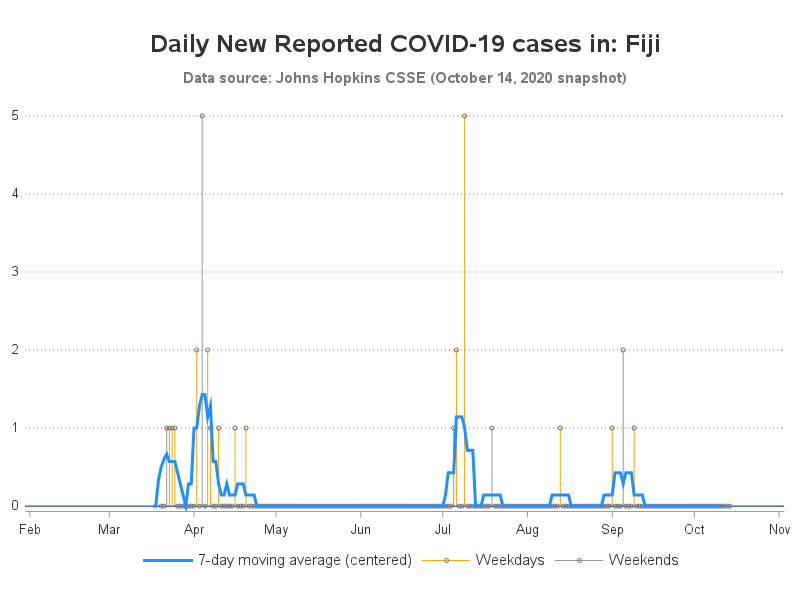 Daily New Reported COVID-19 cases in: Fiji
Data source: Johns Hopkins CSSE (October 14, 2020 snapshot)
5
4
3
2
1
0
Feb Mar Apr May Jun Jul Aug Sep Oct Nov
7-day moving average (centered) Weekdays Weekends